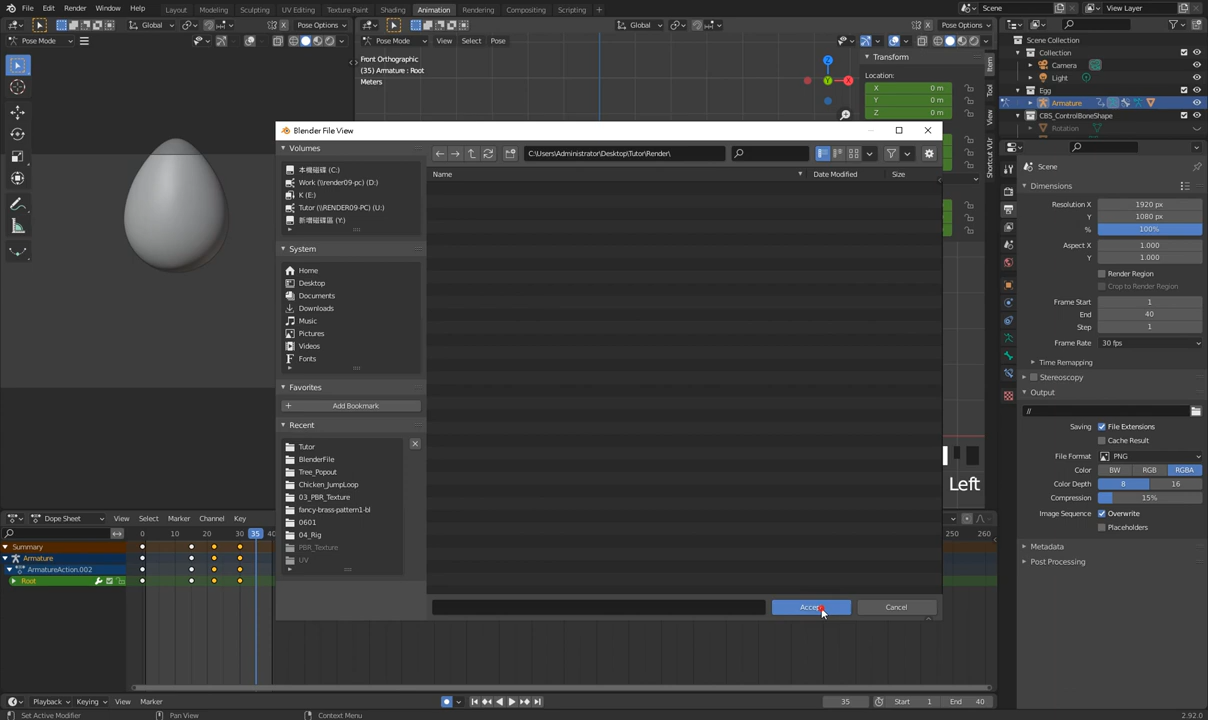 File Edit Render Window Help Layout Modeling Sculpting UV Editing Texture Paint Shading Animation Rendering Compositing Scripting + Scene View Layer
Global Pose Options Global Pose Options
Pose Mode Pose Mode View Select Pose
Front Orthographic
(35) Armature : Root
Meters
Transform
Location:
X 0 m
Y 0 m
Z 0 m
Item
Tool
View
Shortcut VUr
Z
Y
X
Scene Collection
Collection
Camera
Light
Egg
Armature
CBS_ControlBoneShape
Rotation
Blender File View
Volumes
本機磁碟 (C:)
Work (\\render09-pc) (D:)
K (E:)
Tutor (\\RENDER09-PC) (U:)
新增磁碟區 (Y:)
System
Home
Desktop
Documents
Downloads
Music
Pictures
Videos
Fonts
Favorites
Add Bookmark
Recent
Tutor
BlenderFile
Tree_Popout
Chicken_JumpLoop
03_PBR_Texture
fancy-brass-pattern1-bl
0601
04_Rig
PBR_Texture
UV
C:\Users\Administrator\Desktop\Tutor\Render\
Name Date Modified Size
Accept Cancel
Left
Scene
Dimensions
Resolution X 1920 px
Y 1080 px
% 100%
Aspect X 1.000
Y 1.000
Render Region
Crop to Render Region
Frame Start 1
End 40
Step 1
Frame Rate 30 fps
Time Remapping
Stereoscopy
Output
//
Saving File Extensions
Cache Result
File Format PNG
Color BW RGB RGBA
Color Depth 8 16
Compression 15%
Image Sequence Overwrite
Placeholders
Metadata
Post Processing
Dope Sheet View Select Marker Channel Key
0 10 20 30 35 40 250 260
Summary
Armature
ArmatureAction.002
Root
Playback Keying View Marker 35 Start 1 End 40
Set Active Modifier Pan View Context Menu 2.92.0